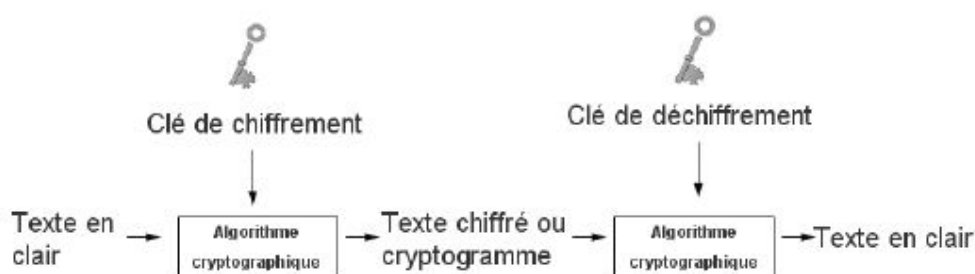 Clé de chiffrement
Clé de déchiffrement
Texte en
clair
Algorithme
cryptographique
Texte chiffré ou
cryptogramme
Algorithme
cryptographique
Texte en clair